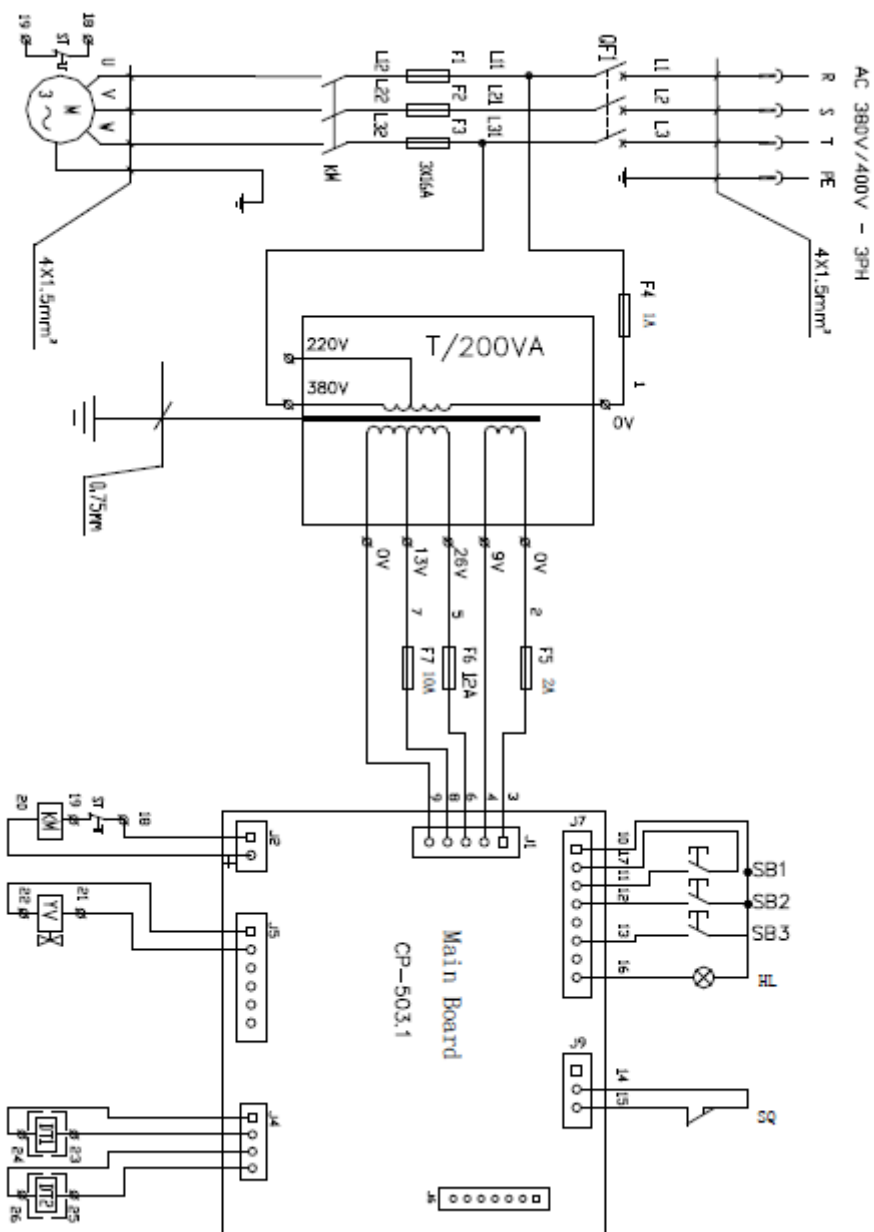 AC 380V/400V - 3PH
R
S
T
PE
4X1.5mm²
L1
L2
L3
QF1
L11
L21
L31
F1
F2
F3
3X16A
L12
L22
L32
KM
U
V
W
M
3
18
ST
19
4X1.5mm²
F4 1A
1
T/200VA
220V
380V
0V
0.75MM
0V
13V
26V
9V
0V
7
5
2
F7 10A
F6 12A
F5 2A
9
8
6
4
3
J1
J7
10
17
11
12
13
16
SB1
SB2
SB3
HL
J9
14
15
SQ
Main Board
CP-503.1
J2
18
ST
19
KM
20
J5
21
YV
22
J4
DT1
23
24
DT2
25
26